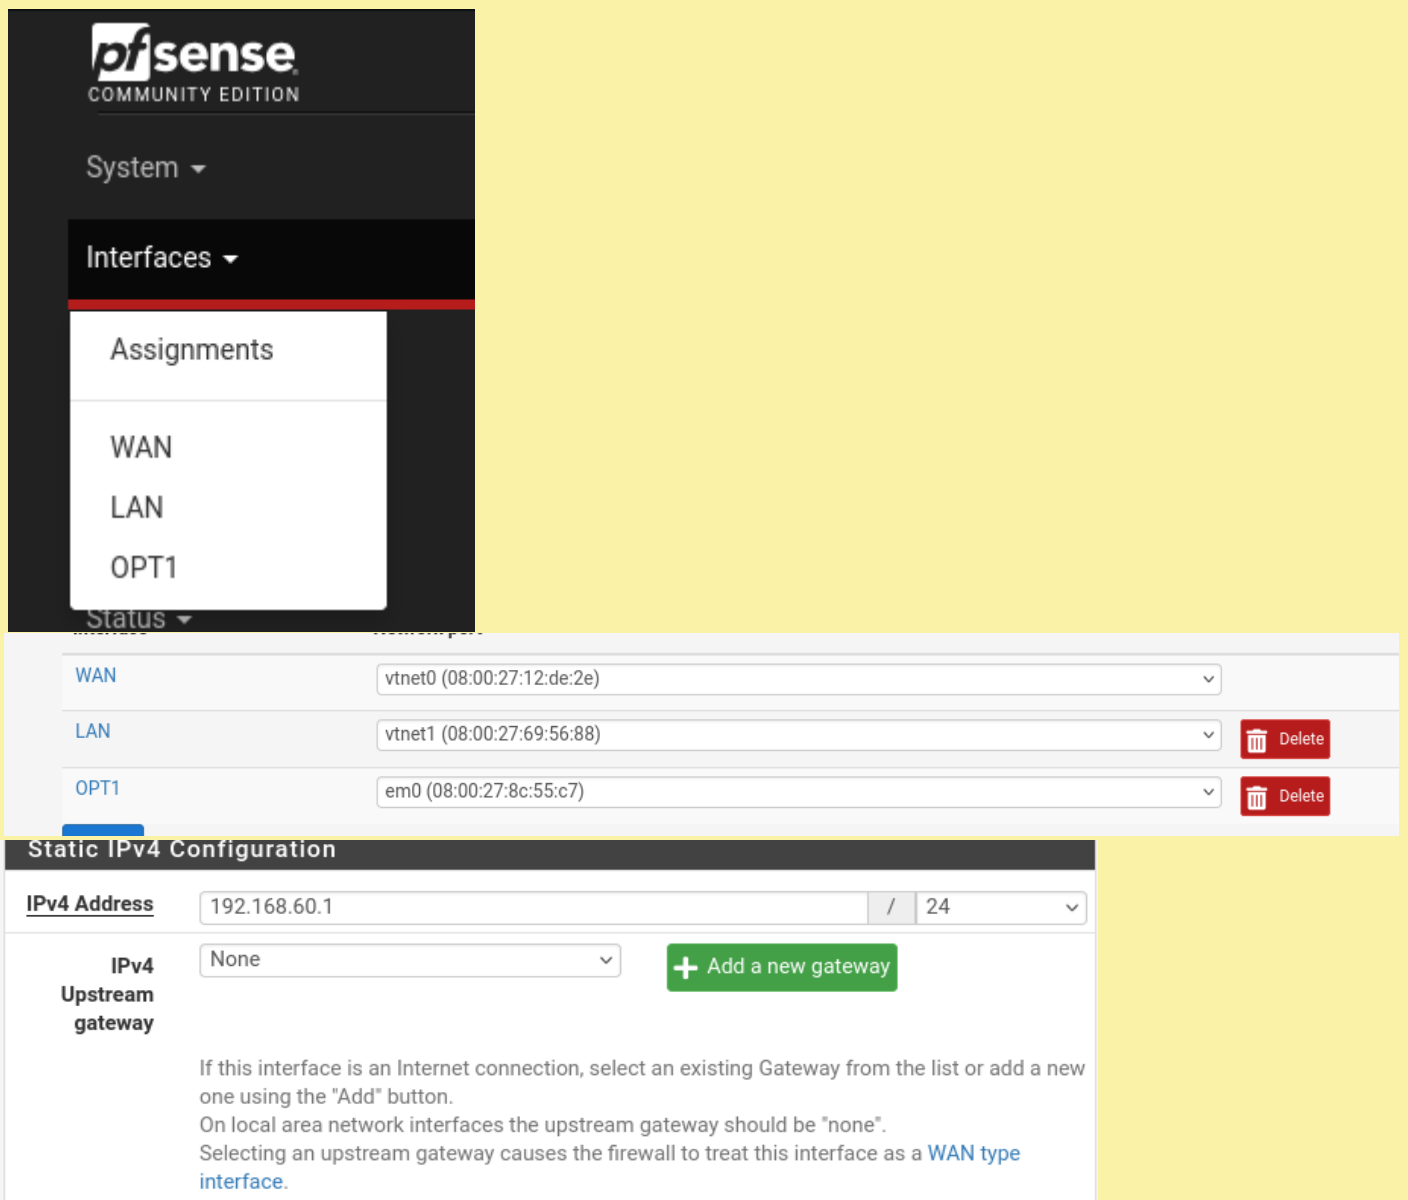 pfsense
COMMUNITY EDITION
System
Interfaces
Assignments
WAN
LAN
OPT1
Status
Interface Network port
WAN vtnet0 (08:00:27:12:de:2e)
LAN vtnet1 (08:00:27:69:56:88) Delete
OPT1 em0 (08:00:27:8c:55:c7) Delete
Static IPv4 Configuration
IPv4 Address 192.168.60.1 / 24
IPv4 Upstream gateway None Add a new gateway
If this interface is an Internet connection, select an existing Gateway from the list or add a new
one using the "Add" button.
On local area network interfaces the upstream gateway should be "none".
Selecting an upstream gateway causes the firewall to treat this interface as a WAN type
interface.